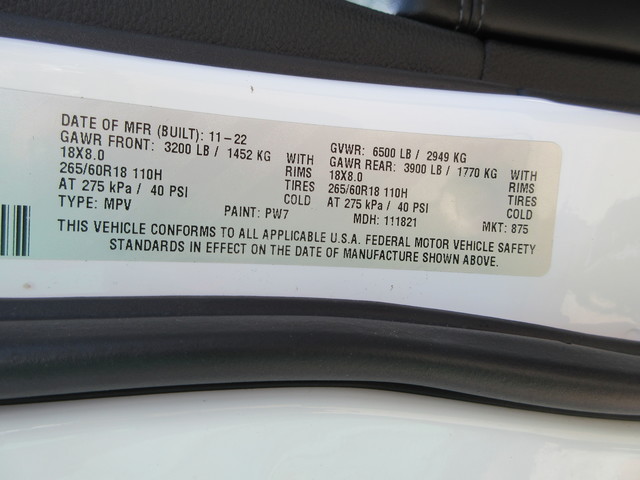 DATE OF MFR (BUILT): 11-22 GVWR: 6500 LB / 2949 KG
GAWR FRONT: 3200 LB / 1452 KG WITH GAWR REAR: 3900 LB / 1770 KG WITH
18X8.0 RIMS 18X8.0 RIMS
265/60R18 110H TIRES 265/60R18 110H TIRES
AT 275 kPa / 40 PSI COLD AT 275 kPa / 40 PSI COLD
TYPE: MPV PAINT: PW7 MDH: 111821 MKT: 875
THIS VEHICLE CONFORMS TO ALL APPLICABLE U.S.A. FEDERAL MOTOR VEHICLE SAFETY
STANDARDS IN EFFECT ON THE DATE OF MANUFACTURE SHOWN ABOVE.